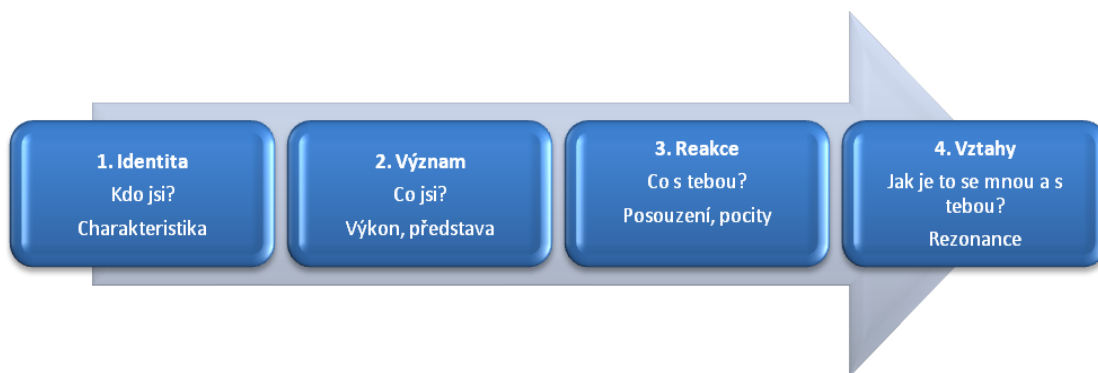 1. Identita
Kdo jsi?
Charakteristika
2. Význam
Co jsi?
Výkon, představa
3. Reakce
Co s tebou?
Posouzení, pocity
4. Vztahy
Jak je to se mnou a s
tebou?
Rezonance